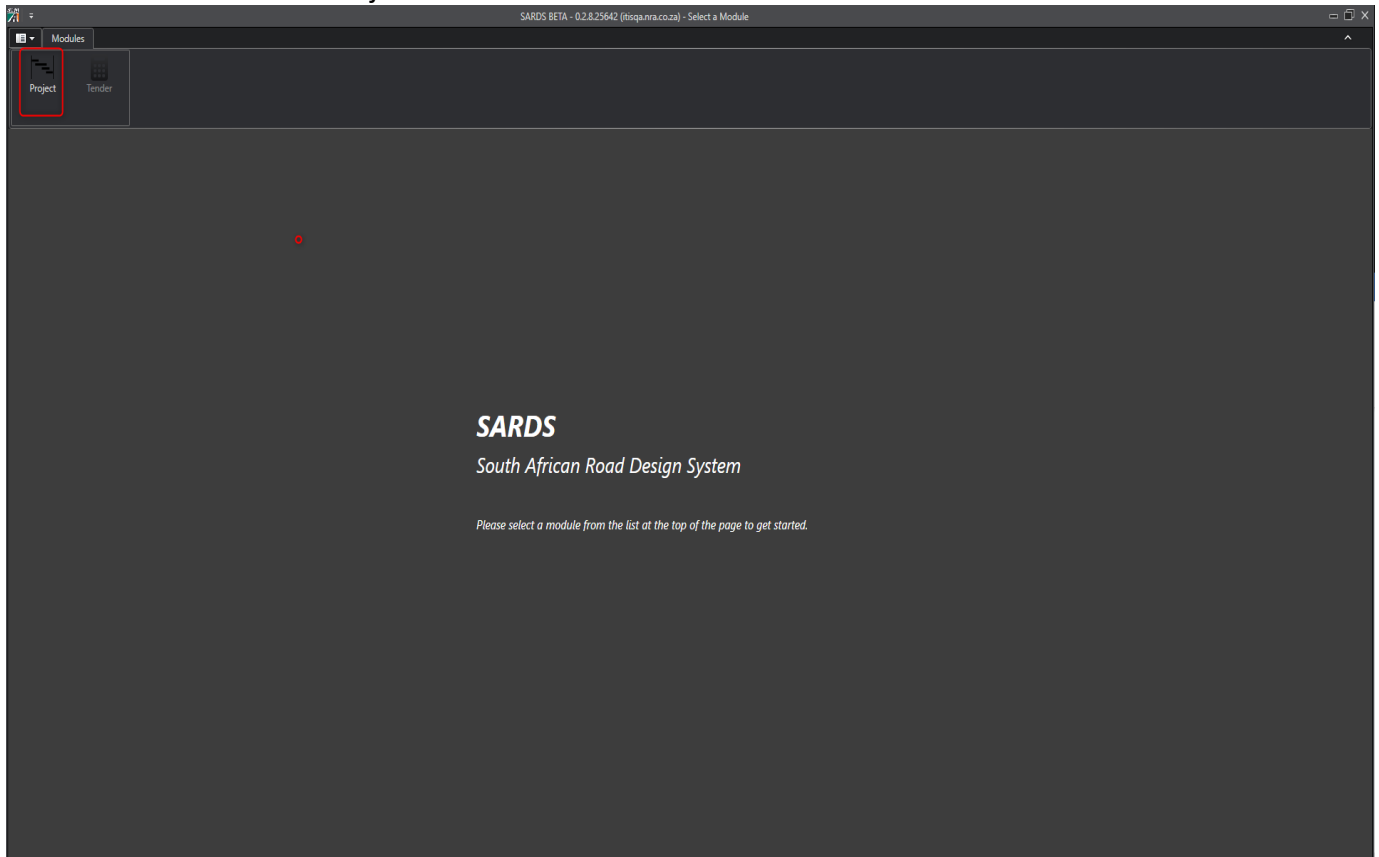 SARDS BETA - 0.2.8.25642 (itisqa.nra.co.za) - Select a Module
Modules
Project Tender
SARDS
South African Road Design System
Please select a module from the list at the top of the page to get started.